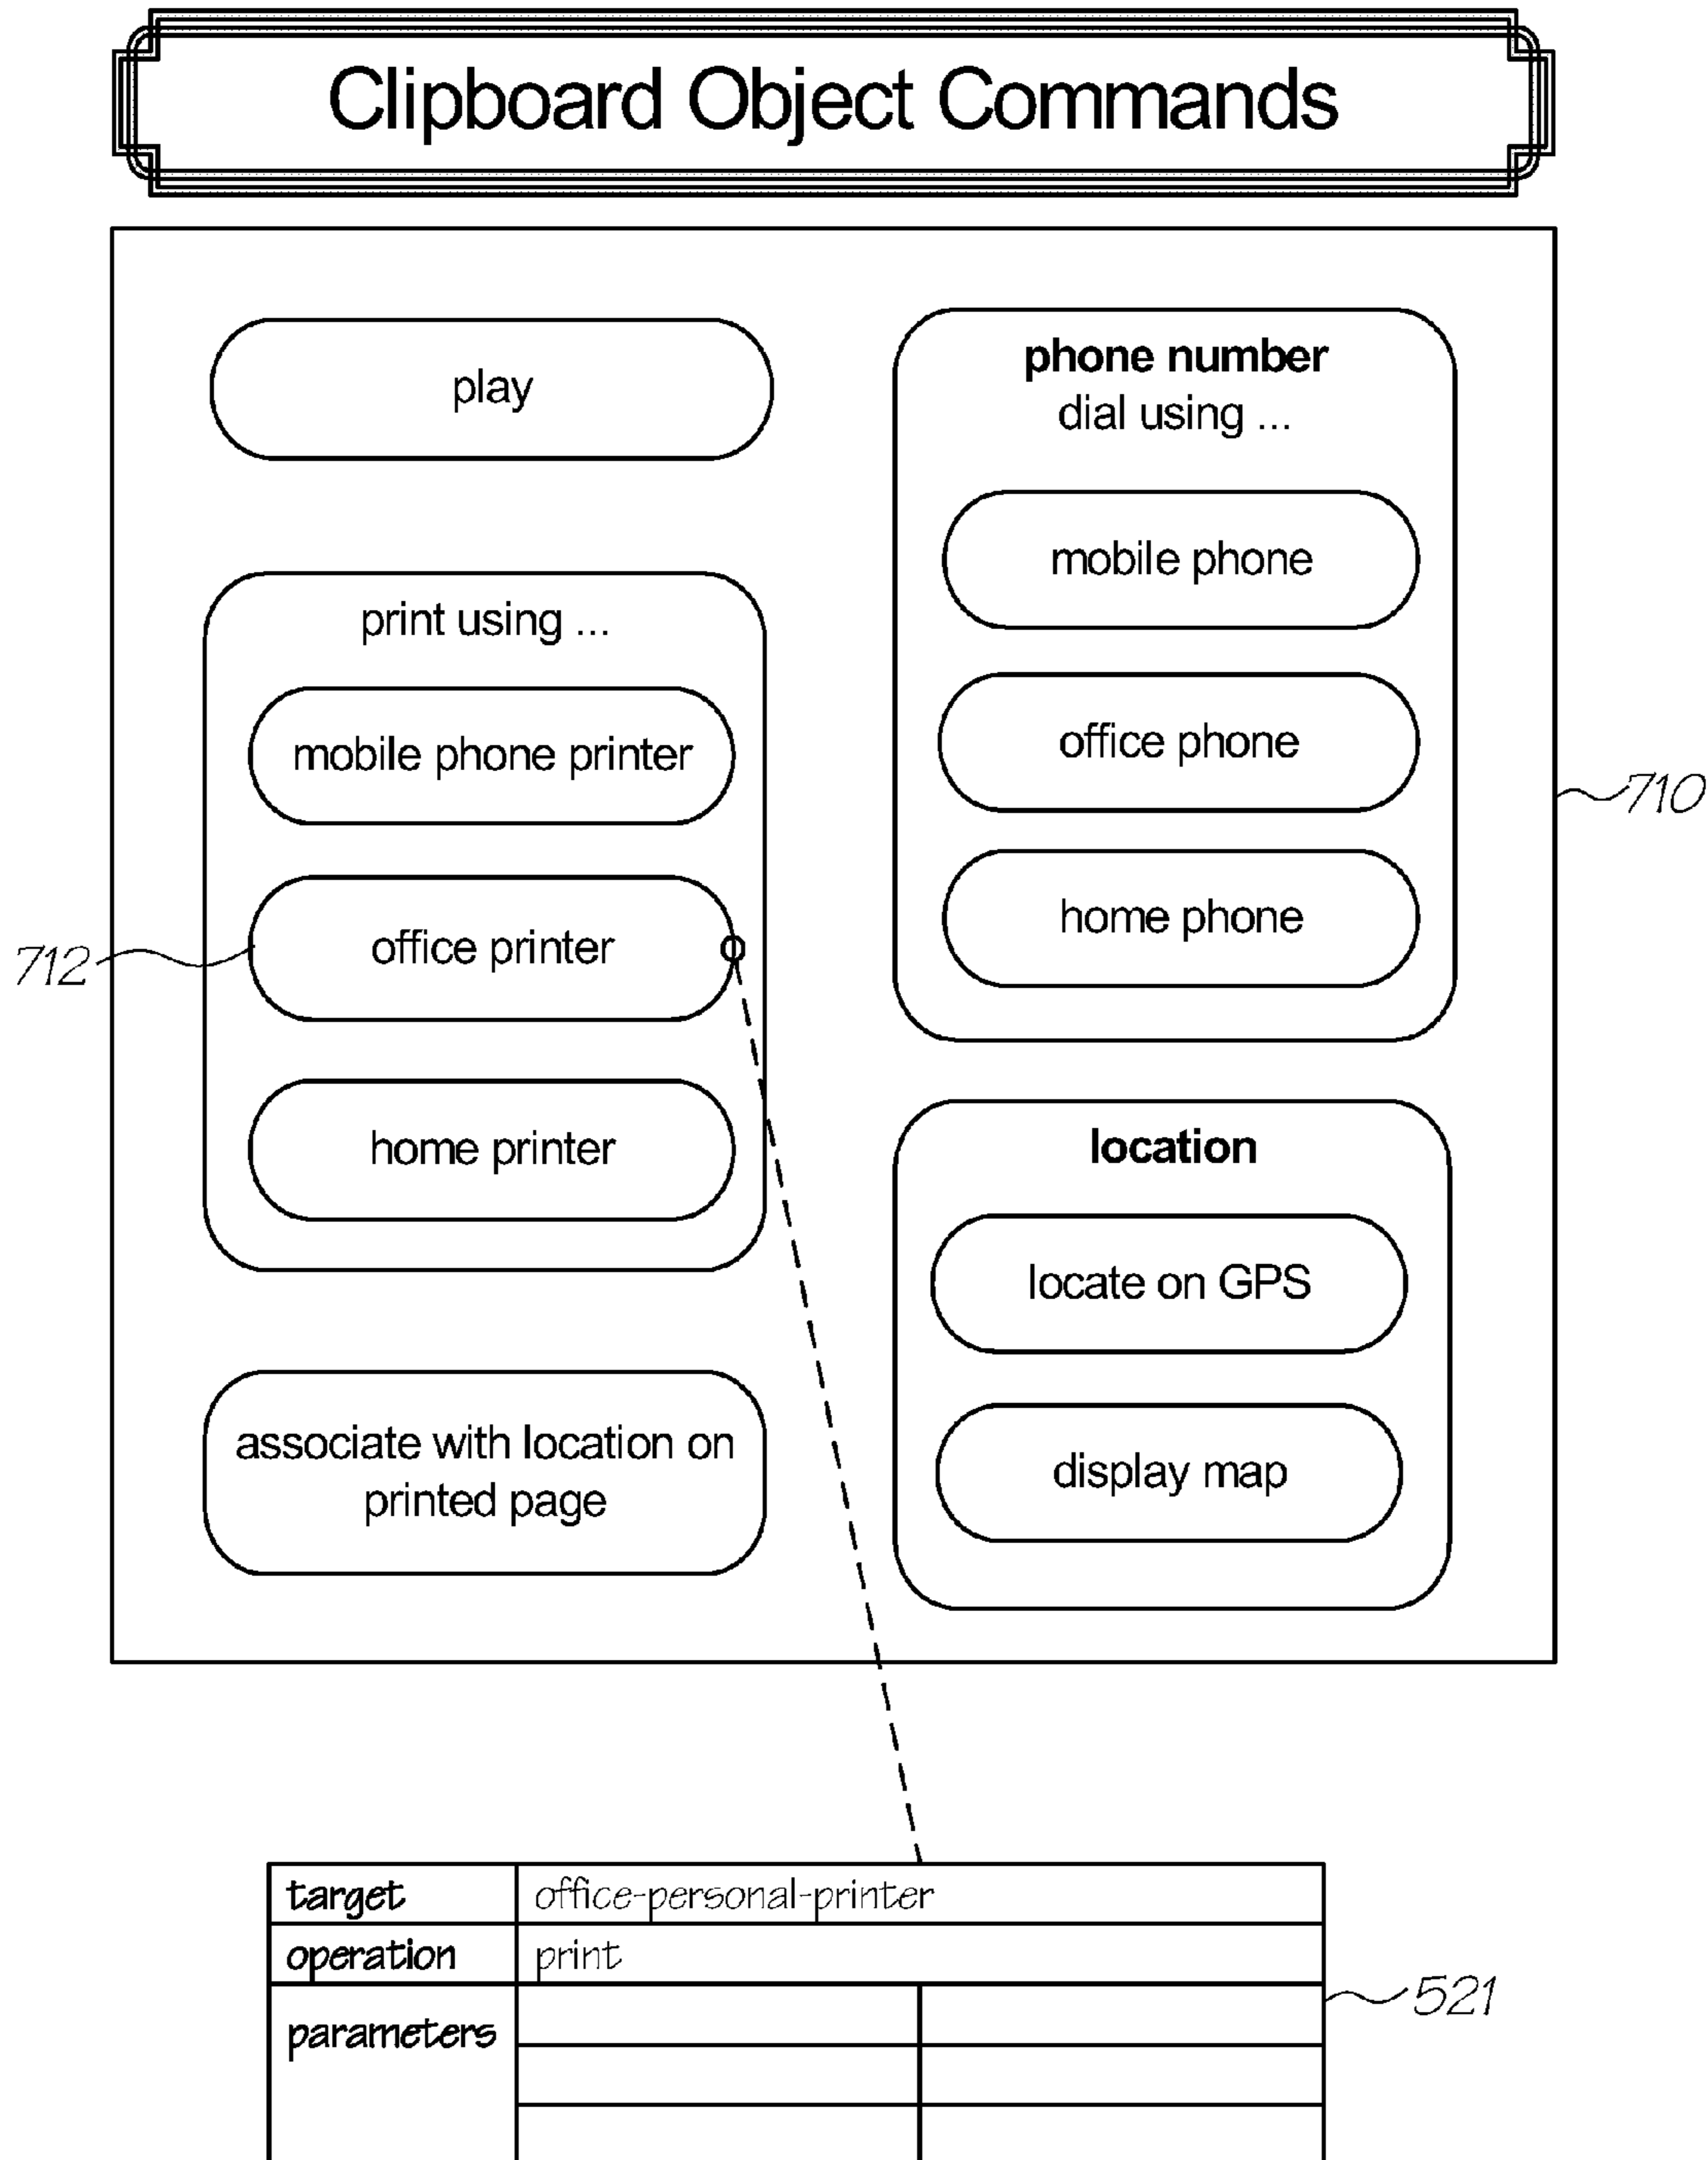 Clipboard Object Commands
play
print using ...
mobile phone printer
office printer
home printer
associate with location on
printed page
phone number
dial using ...
mobile phone
office phone
home phone
location
locate on GPS
display map
710
712
target office-personal-printer
operation print
parameters
521